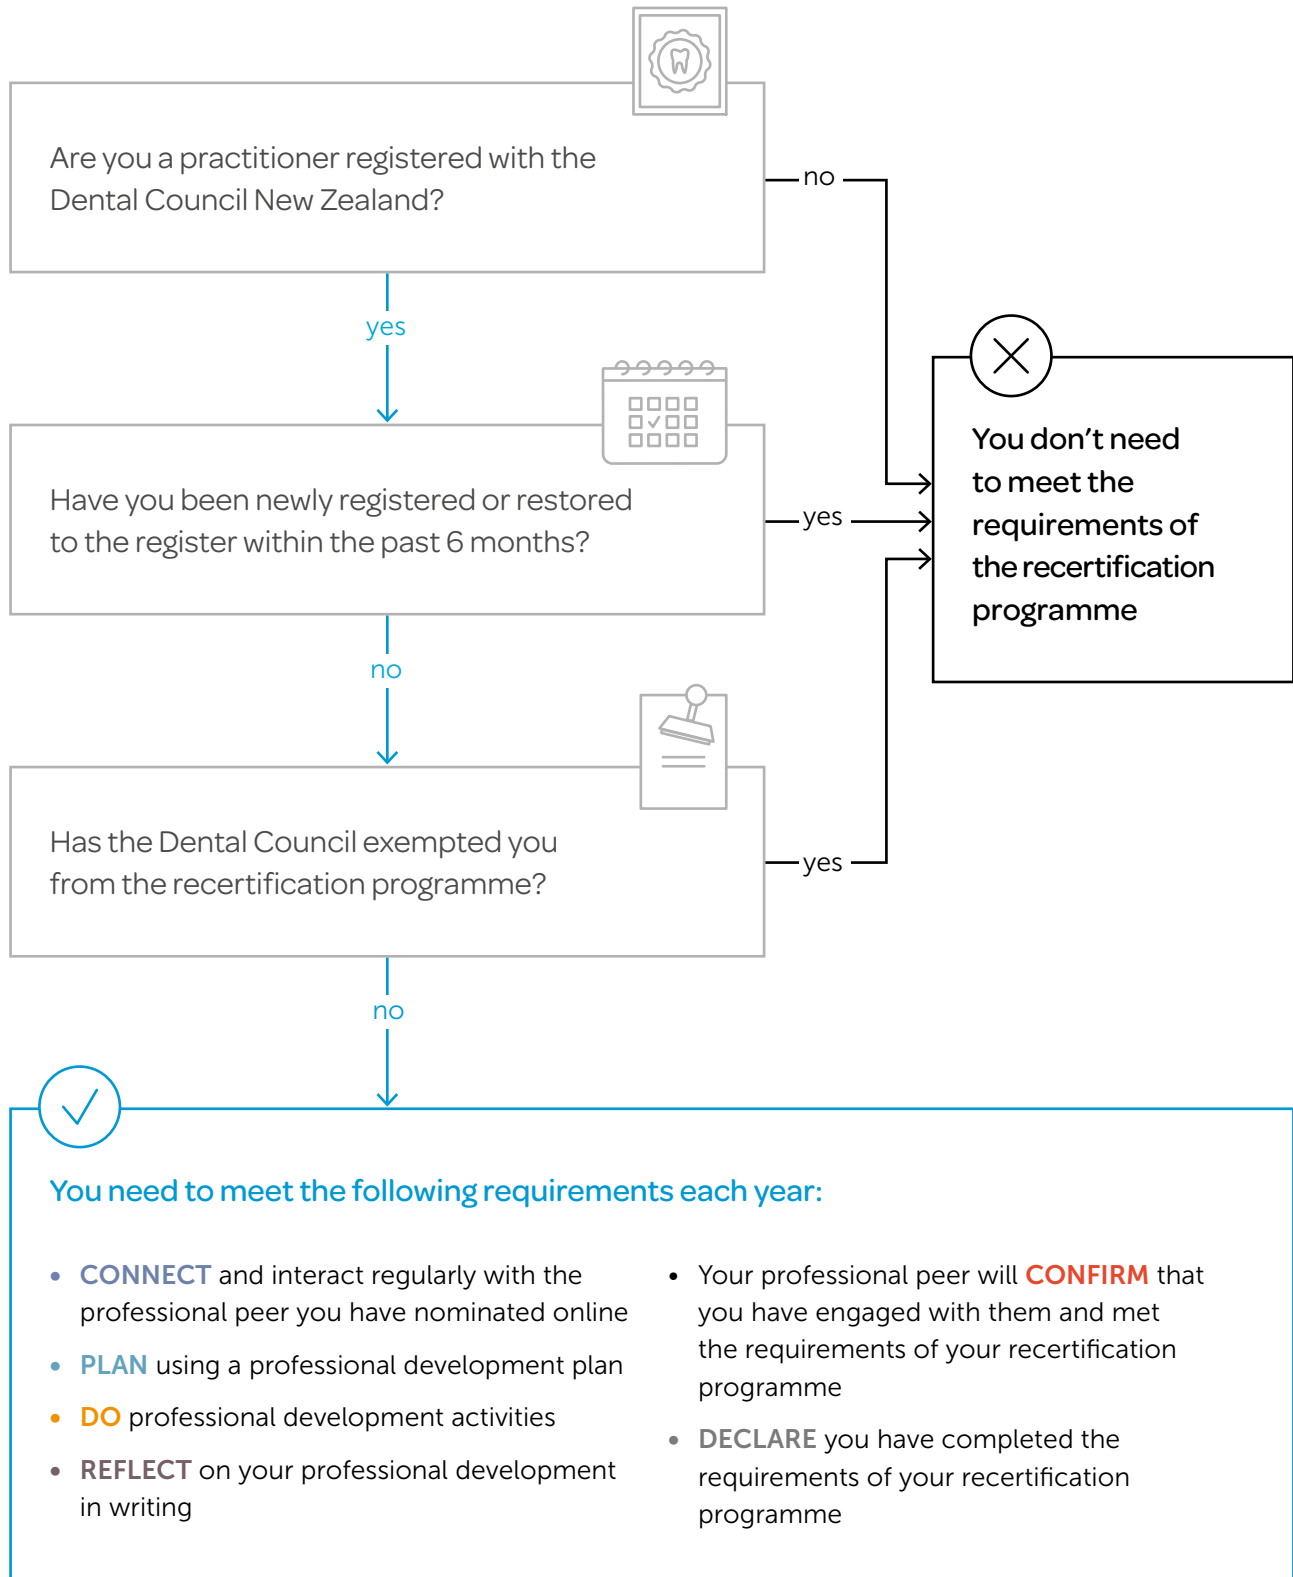 Are you a practitioner registered with the
Dental Council New Zealand?
no
yes
Have you been newly registered or restored
to the register within the past 6 months?
yes
no
You don't need
to meet the
requirements of
the recertification
programme
Has the Dental Council exempted you
from the recertification programme?
yes
no
You need to meet the following requirements each year:
• CONNECT and interact regularly with the
professional peer you have nominated online
• PLAN using a professional development plan
• DO professional development activities
• REFLECT on your professional development
in writing
• Your professional peer will CONFIRM that
you have engaged with them and met
the requirements of your recertification
programme
• DECLARE you have completed the
requirements of your recertification
programme